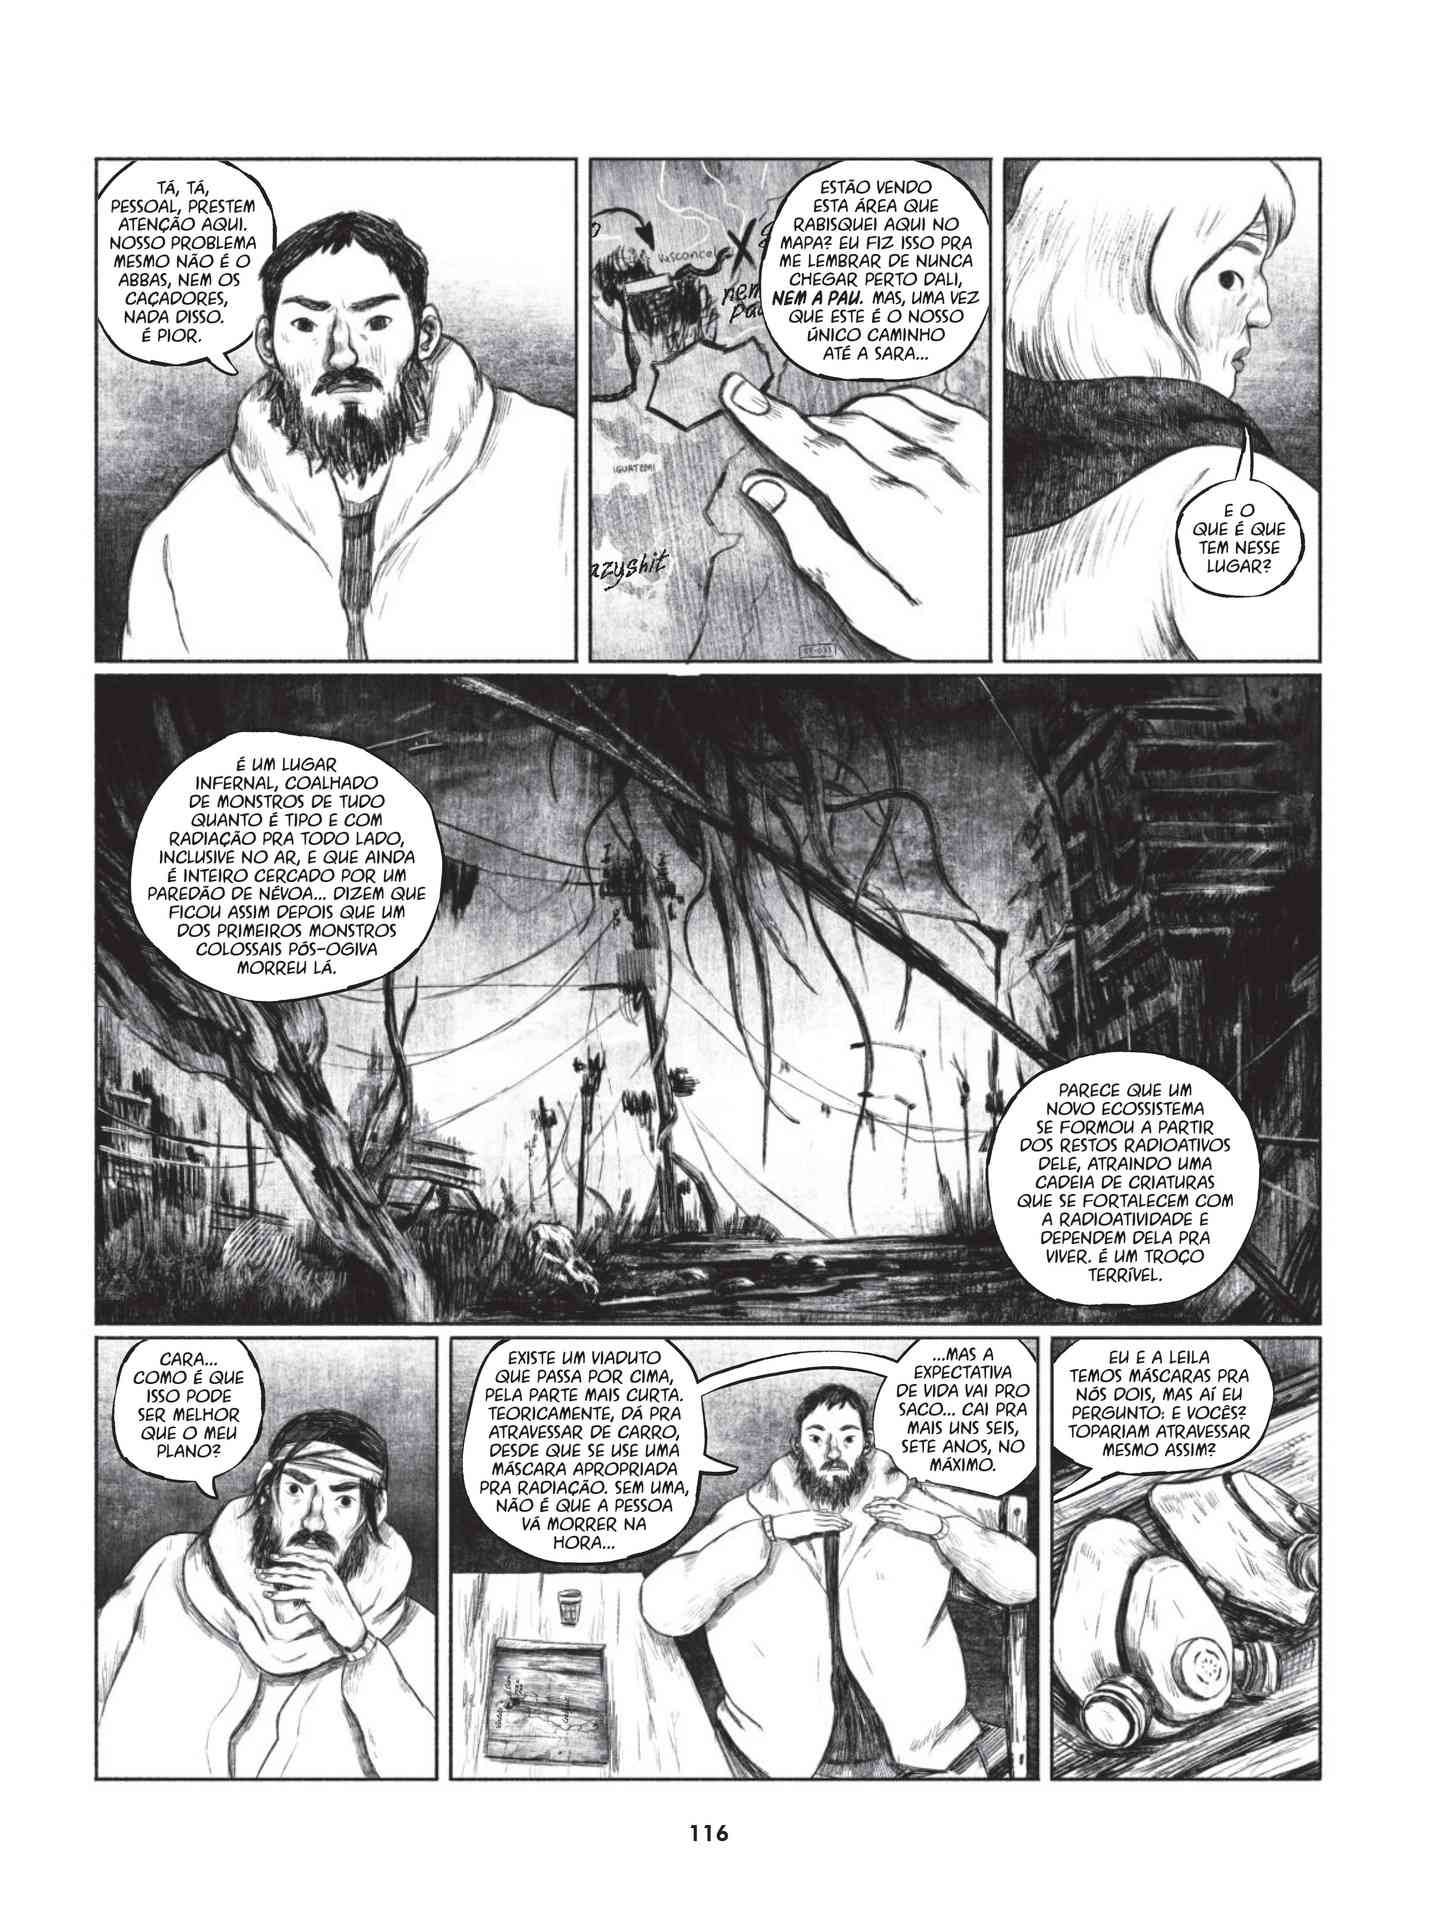 TÁ, TÁ,
PESSOAL, PRESTEM
ATENÇÃO AQUI.
NOSSO PROBLEMA
MESMO NÃO É O
ABBAS, NEM OS
CAÇADORES,
NADA DISSO.
É PIOR.
ESTÃO VENDO
ESTA ÁREA QUE
RABISQUEI AQUI NO
MAPA? EU FIZ ISSO PRA
ME LEMBRAR DE NUNCA
CHEGAR PERTO DALI,
NEM A PAU. MAS, UMA VEZ
QUE ESTE É O NOSSO
ÚNICO CAMINHO
ATÉ A SARA...
Vasconcel
X
nem
pau
IGUATEMI
azyshit
E O
QUE É QUE
TEM NESSE
LUGAR?
É UM LUGAR
INFERNAL, COALHADO
DE MONSTROS DE TUDO
QUANTO É TIPO E COM
RADIAÇÃO PRA TODO LADO,
INCLUSIVE NO AR, E QUE AINDA
É INTEIRO CERCADO POR UM
PAREDÃO DE NÉVOA... DIZEM QUE
FICOU ASSIM DEPOIS QUE UM
DOS PRIMEIROS MONSTROS
COLOSSAIS PÓS-OGIVA
MORREU LÁ.
PARECE QUE UM
NOVO ECOSSISTEMA
SE FORMOU A PARTIR
DOS RESTOS RADIOATIVOS
DELE, ATRAINDO UMA
CADEIA DE CRIATURAS
QUE SE FORTALECEM COM
A RADIOATIVIDADE E
DEPENDEM DELA PRA
VIVER. É UM TROÇO
TERRÍVEL.
CARA...
COMO É QUE
ISSO PODE
SER MELHOR
QUE O MEU
PLANO?
EXISTE UM VIADUTO
QUE PASSA POR CIMA,
PELA PARTE MAIS CURTA.
TEORICAMENTE, DÁ PRA
ATRAVESSAR DE CARRO,
DESDE QUE SE USE UMA
MÁSCARA APROPRIADA
PRA RADIAÇÃO. SEM UMA,
NÃO É QUE A PESSOA
VÁ MORRER NA
HORA...
...MAS A
EXPECTATIVA
DE VIDA VAI PRO
SACO... CAI PRA
MAIS UNS SEIS,
SETE ANOS, NO
MÁXIMO.
EU E A LEILA
TEMOS MÁSCARAS PRA
NÓS DOIS, MAS AÍ EU
PERGUNTO: E VOCÊS?
TOPARIAM ATRAVESSAR
MESMO ASSIM?
116